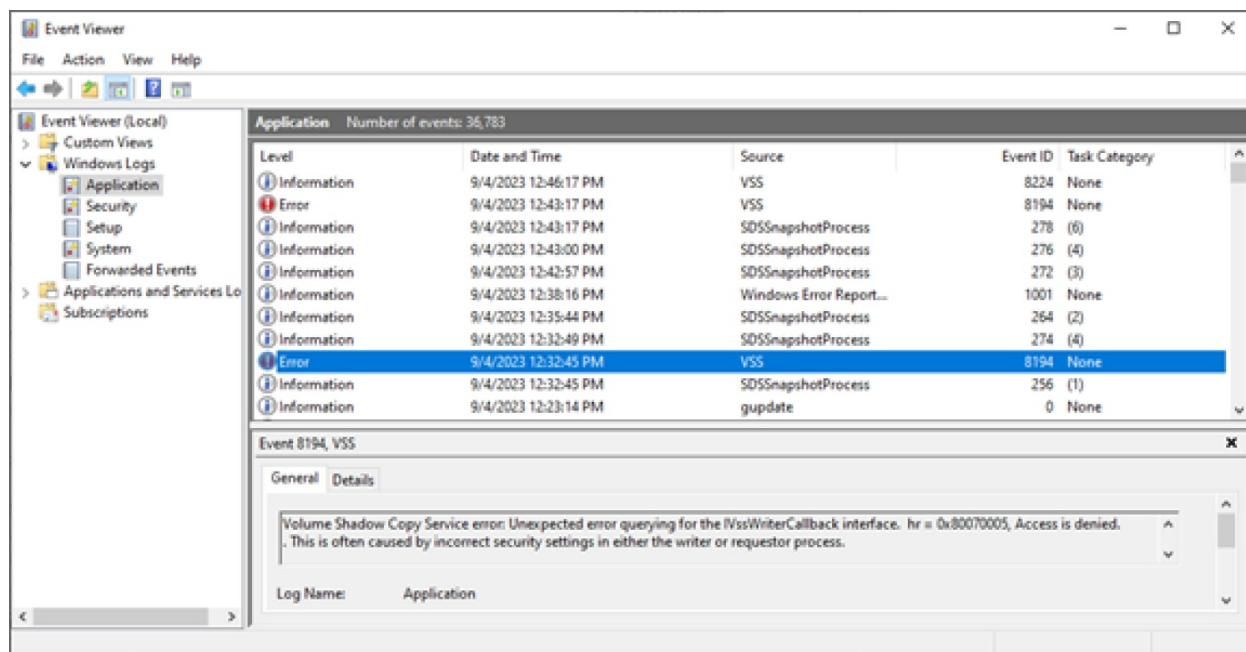 Event Viewer
File Action View Help
Event Viewer (Local)
Custom Views
Windows Logs
Application
Security
Setup
System
Forwarded Events
Applications and Services Lo
Subscriptions
Application Number of events: 36,783
Level Date and Time Source Event ID Task Category
Information 9/4/2023 12:46:17 PM VSS 8224 None
Error 9/4/2023 12:43:17 PM VSS 8194 None
Information 9/4/2023 12:43:17 PM SDSSnapshotProcess 278 (6)
Information 9/4/2023 12:43:00 PM SDSSnapshotProcess 276 (4)
Information 9/4/2023 12:42:57 PM SDSSnapshotProcess 272 (3)
Information 9/4/2023 12:38:16 PM Windows Error Report... 1001 None
Information 9/4/2023 12:35:44 PM SDSSnapshotProcess 264 (2)
Information 9/4/2023 12:32:49 PM SDSSnapshotProcess 274 (4)
Error 9/4/2023 12:32:45 PM VSS 8194 None
Information 9/4/2023 12:32:45 PM SDSSnapshotProcess 256 (1)
Information 9/4/2023 12:23:14 PM gupdate 0 None
Event 8194, VSS
General Details
Volume Shadow Copy Service error: Unexpected error querying for the IVssWriterCallback interface. hr = 0x80070005, Access is denied.
. This is often caused by incorrect security settings in either the writer or requestor process.
Log Name: Application